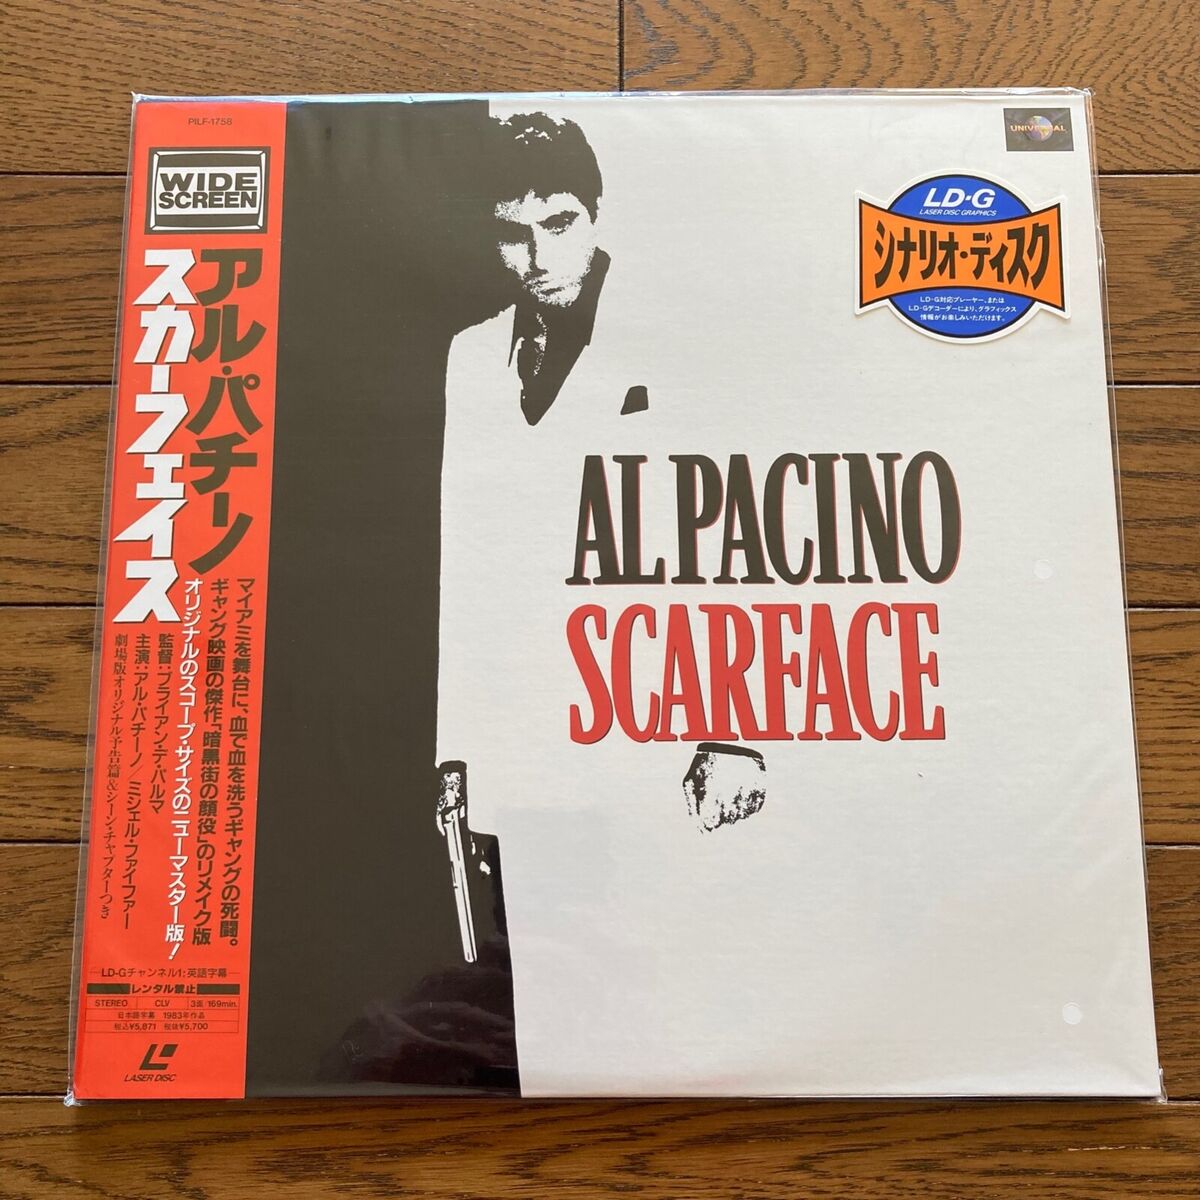 PILF-1758
WIDE
SCREEN
アル・パチーノ
スカーフェイス
マイアミを舞台に、血で血を洗うギャングの死闘。
ギャング映画の傑作「暗黒街の顔役」のリメイク版
オリジナルのスコープ・サイズのニューマスター版!
監督:ブライアン・デ・パルマ
主演:アル・パチーノ/ミシェル・ファイファー
劇場版オリジナル予告篇&シーン・チャプターつき
LD-Gチャンネル1:英語字幕
レンタル禁止
STEREO CLV 3面/169min.
日本語字幕 1983年作品
税込¥5,871 税抜¥5,700
LASER DISC
UNIVERSAL
LD・G
LASER DISC GRAPHICS
シナリオ・ディスク
LD-G対応プレーヤー、または
LD-Gデコーダーにより、グラフィックス
情報がお楽しみいただけます。
AL PACINO
SCARFACE